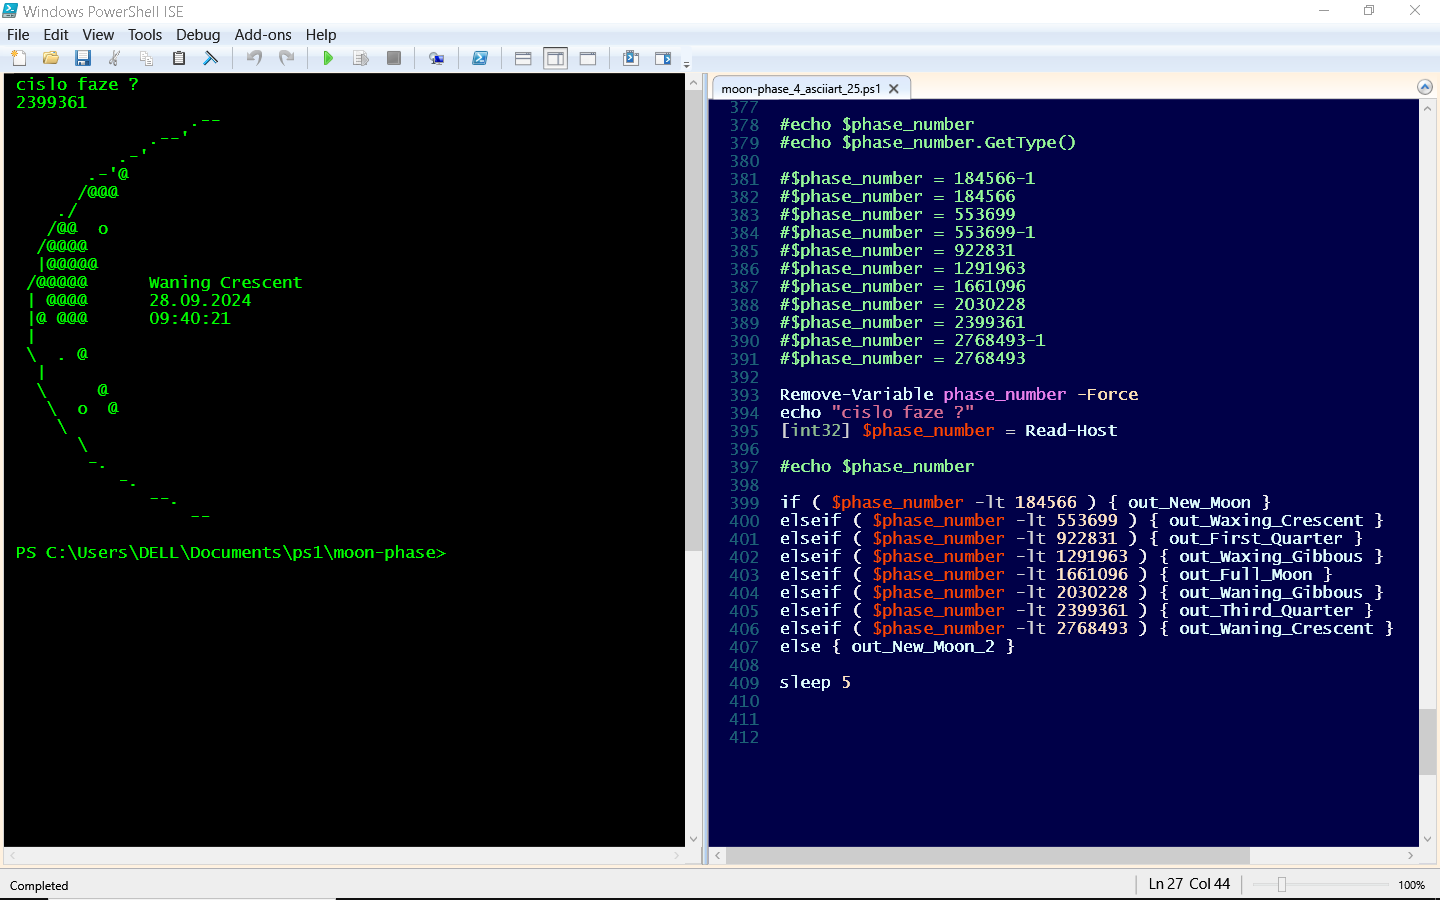 Windows PowerShell ISE
File Edit View Tools Debug Add-ons Help
cislo faze ?
2399361
                 .--
             .--'
          .-'
       .-'@
      /@@@
    ./
   /@@  o
  /@@@@
  |@@@@@
 /@@@@@      Waning Crescent
 | @@@@      28.09.2024
 |@ @@@      09:40:21
 |
 \  . @
  |
  \     @
   \  o  @
    \
      \
       -.
          -.
             --.
                 --
PS C:\Users\DELL\Documents\ps1\moon-phase>
moon-phase_4_asciiart_25.ps1
377
378 #echo $phase_number
379 #echo $phase_number.GetType()
380
381 #$phase_number = 184566-1
382 #$phase_number = 184566
383 #$phase_number = 553699
384 #$phase_number = 553699-1
385 #$phase_number = 922831
386 #$phase_number = 1291963
387 #$phase_number = 1661096
388 #$phase_number = 2030228
389 #$phase_number = 2399361
390 #$phase_number = 2768493-1
391 #$phase_number = 2768493
392
393 Remove-Variable phase_number -Force
394 echo "cislo faze ?"
395 [int32] $phase_number = Read-Host
396
397 #echo $phase_number
398
399 if ( $phase_number -lt 184566 ) { out_New_Moon }
400 elseif ( $phase_number -lt 553699 ) { out_Waxing_Crescent }
401 elseif ( $phase_number -lt 922831 ) { out_First_Quarter }
402 elseif ( $phase_number -lt 1291963 ) { out_Waxing_Gibbous }
403 elseif ( $phase_number -lt 1661096 ) { out_Full_Moon }
404 elseif ( $phase_number -lt 2030228 ) { out_Waning_Gibbous }
405 elseif ( $phase_number -lt 2399361 ) { out_Third_Quarter }
406 elseif ( $phase_number -lt 2768493 ) { out_Waning_Crescent }
407 else { out_New_Moon_2 }
408
409 sleep 5
410
411
412
Completed
Ln 27 Col 44
100%